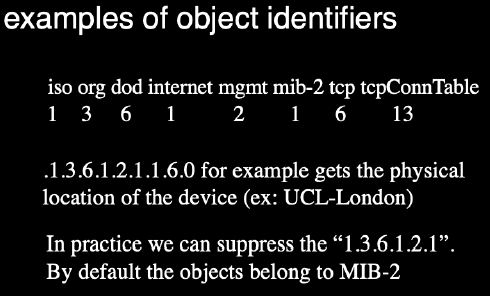 examples of object identifiers
iso org dod internet mgmt mib-2 tcp tcpConnTable
1 3 6 1 2 1 6 13
.1.3.6.1.2.1.1.6.0 for example gets the physical
location of the device (ex: UCL-London)
In practice we can suppress the “1.3.6.1.2.1”.
By default the objects belong to MIB-2